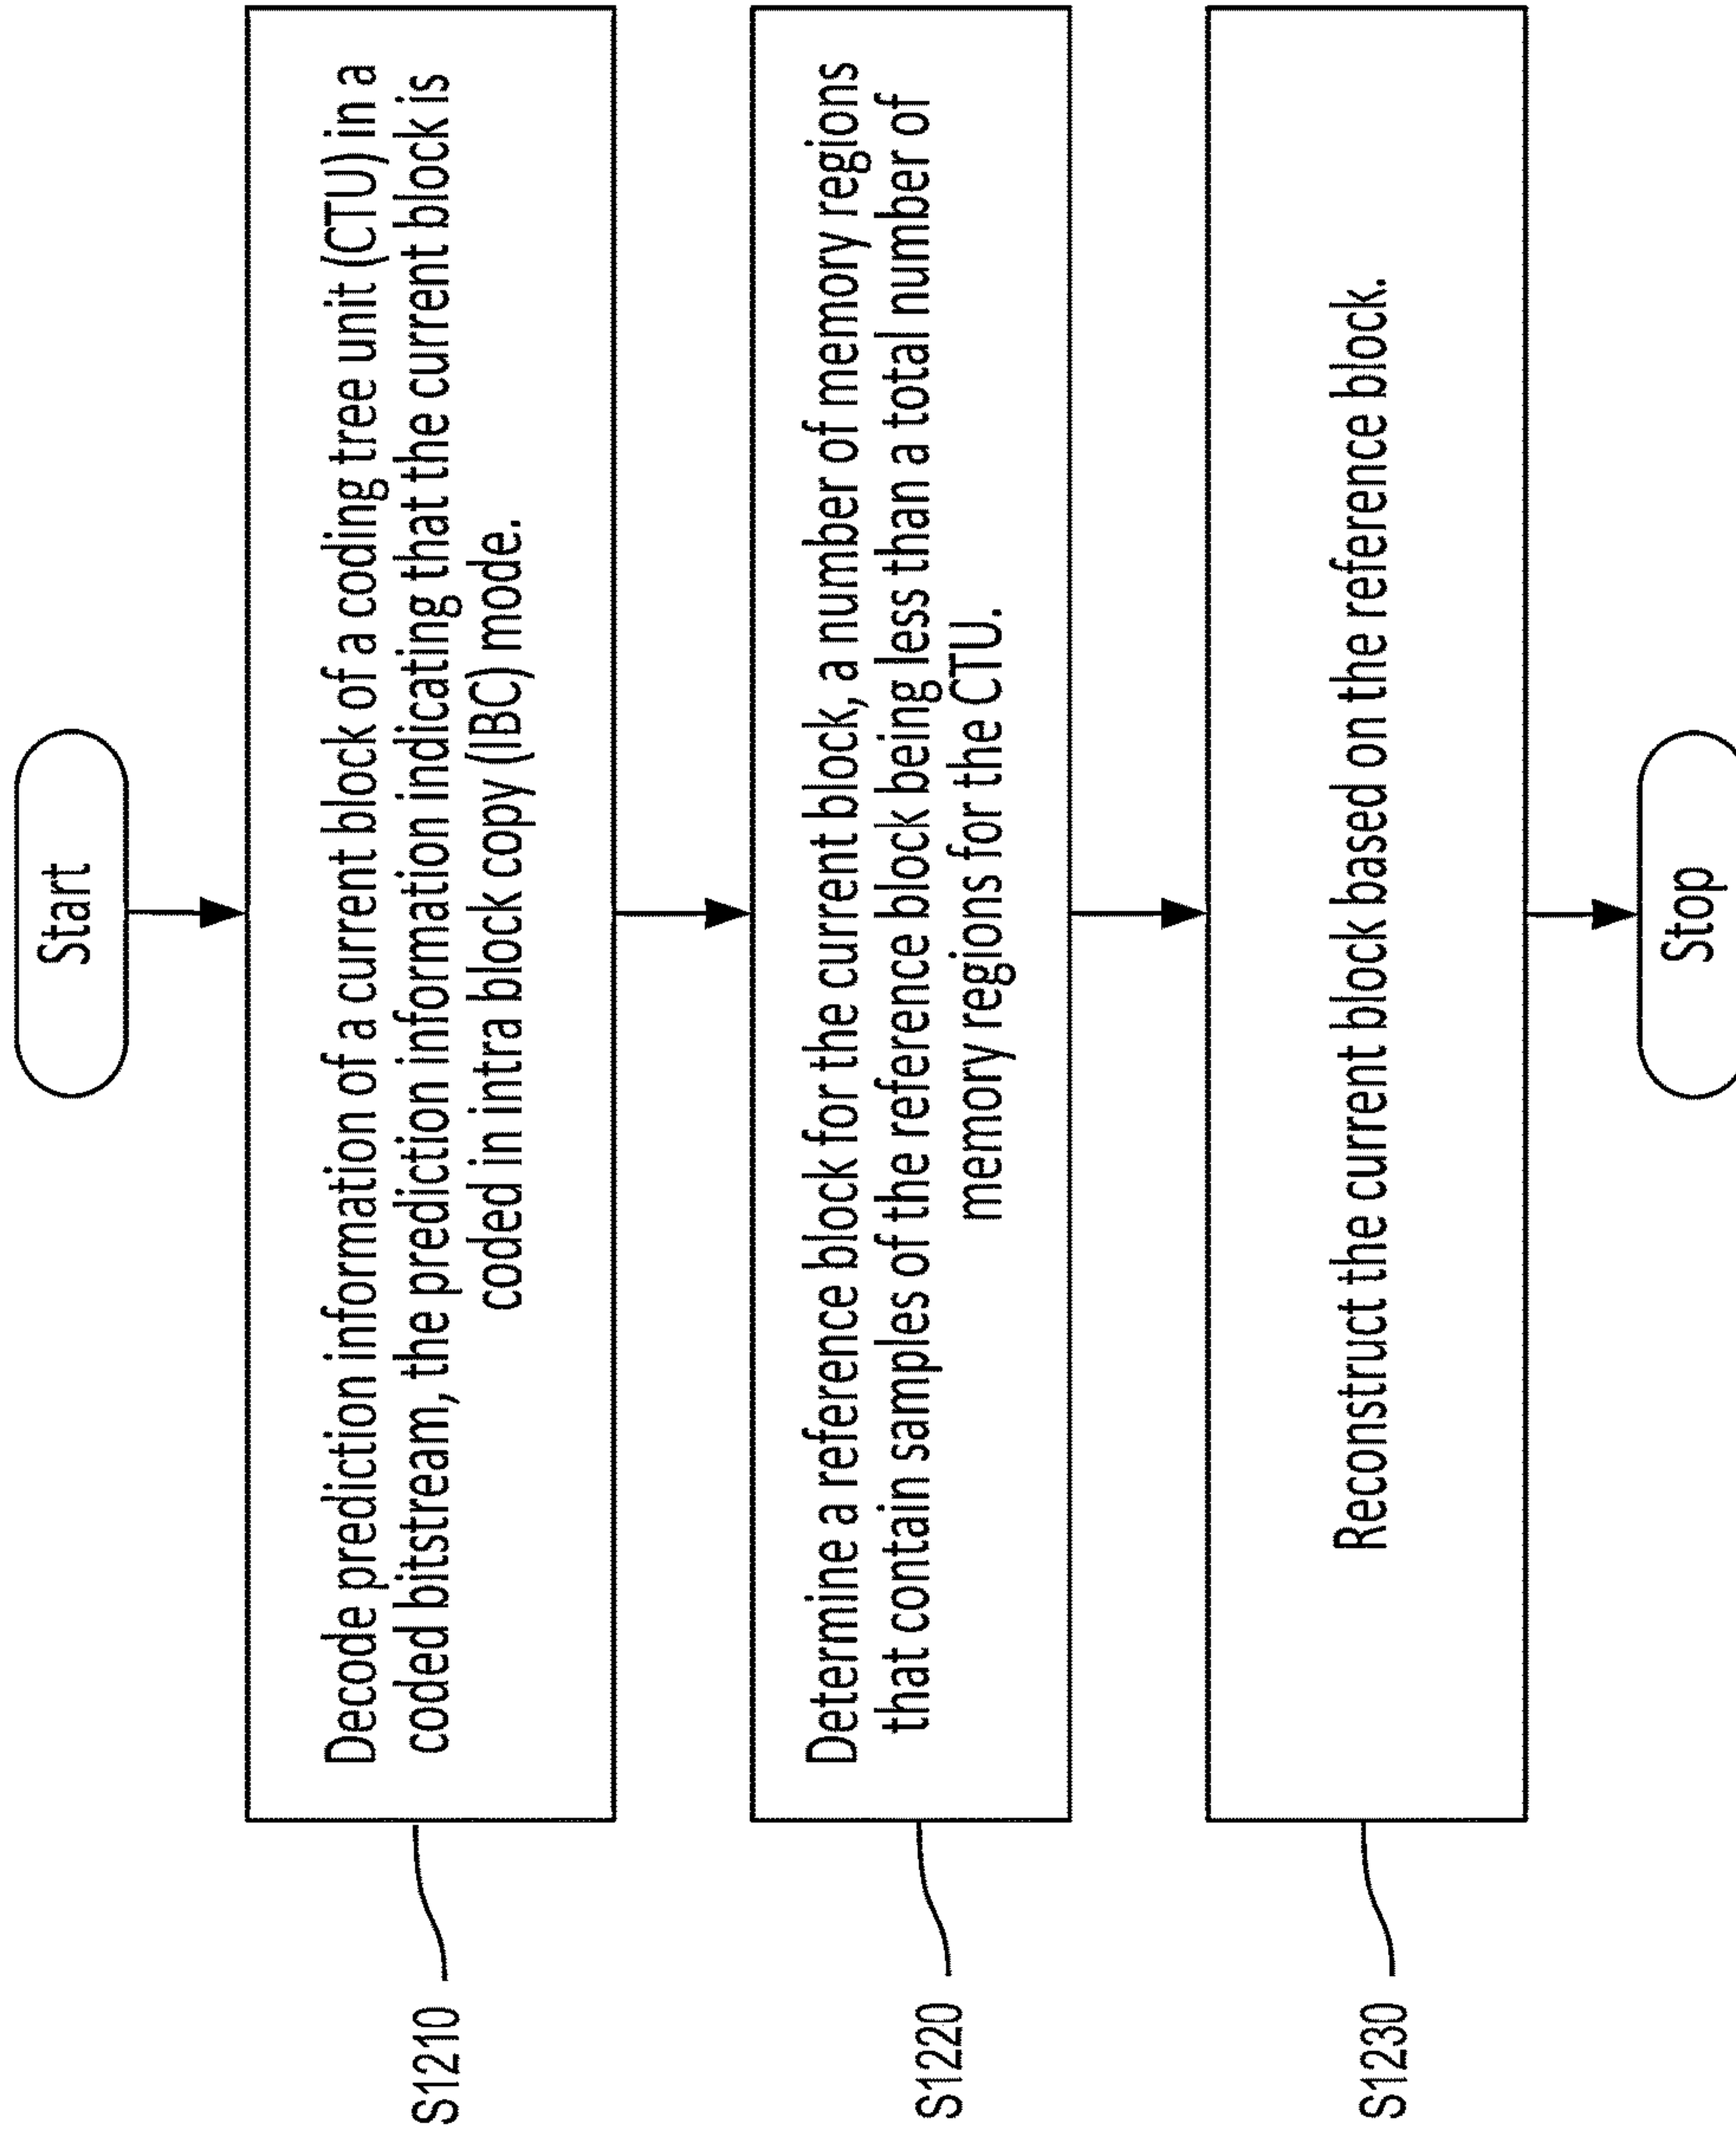 Start
S1210
Decode prediction information of a current block of a coding tree unit (CTU) in a
coded bitstream, the prediction information indicating that the current block is
coded in intra block copy (IBC) mode.
S1220
Determine a reference block for the current block, a number of memory regions
that contain samples of the reference block being less than a total number of
memory regions for the CTU.
S1230
Reconstruct the current block based on the reference block.
Stop